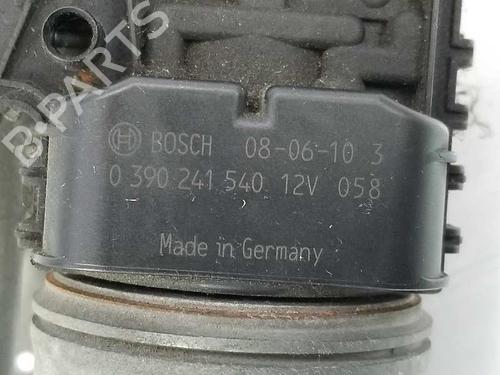 B-PARTS
BOSCH 08-06-10 3
0 390 241 540 12V 058
Made in Germany